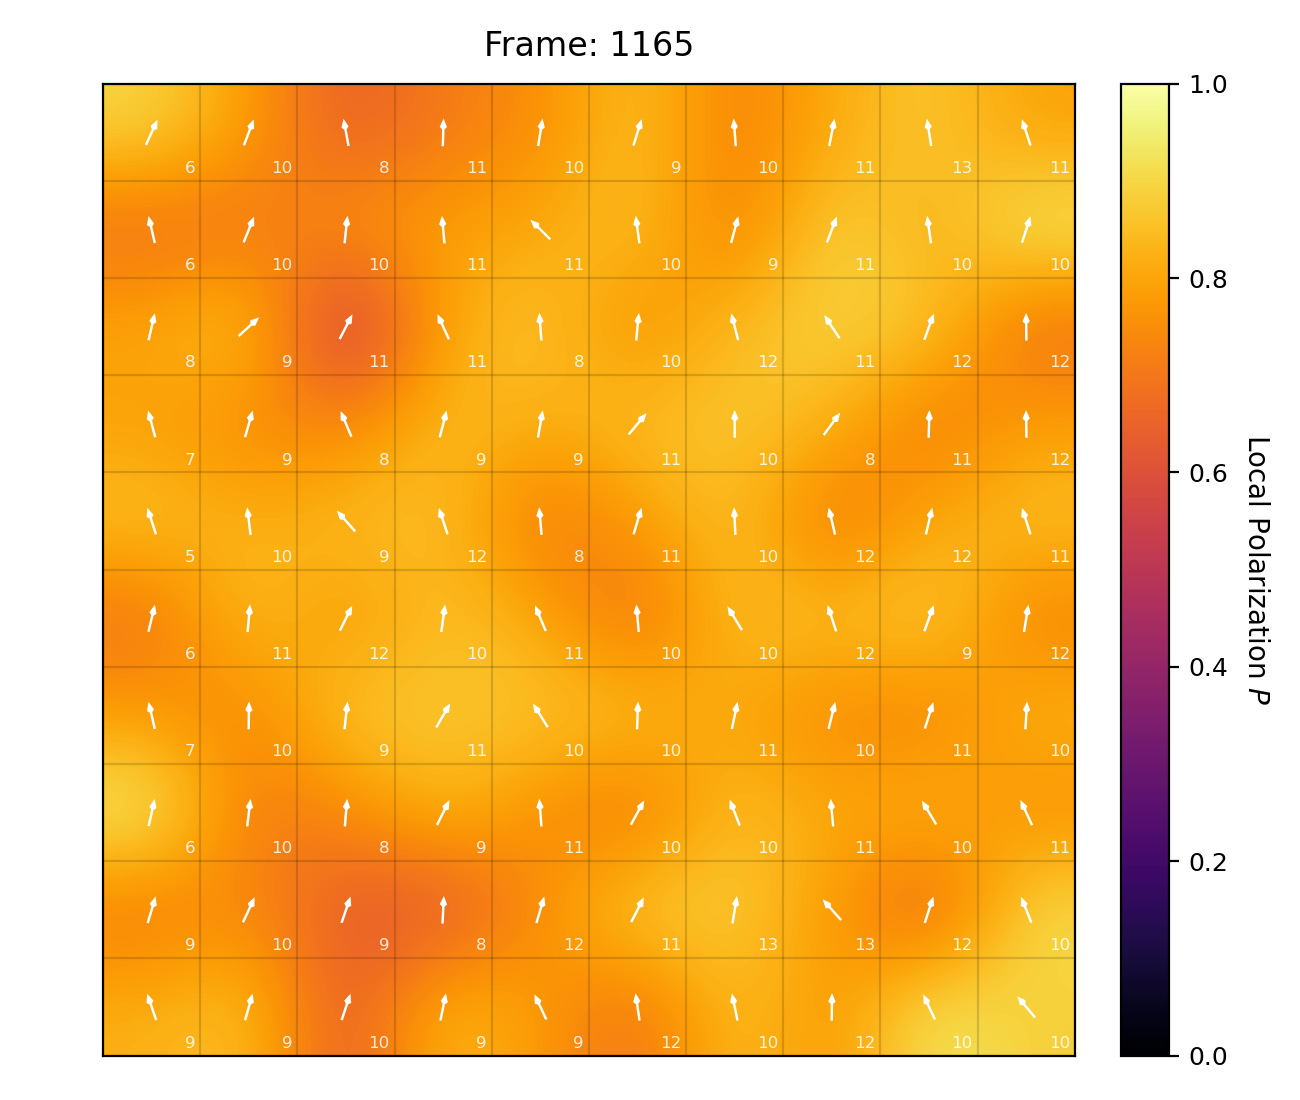 Frame: 1165
6 10 8 11 10 9 10 11 13 11
6 10 10 11 11 10 9 11 10 10
8 9 11 11 8 10 12 11 12 12
7 9 8 9 9 11 10 8 11 12
5 10 9 12 8 11 10 12 12 11
6 11 12 10 11 10 10 12 9 12
7 10 9 11 10 10 11 10 11 10
6 10 8 9 11 10 10 11 10 11
9 10 9 8 12 11 13 13 12 10
9 9 10 9 9 12 10 12 10 10
1.0
0.8
0.6
0.4
0.2
0.0
Local Polarization P